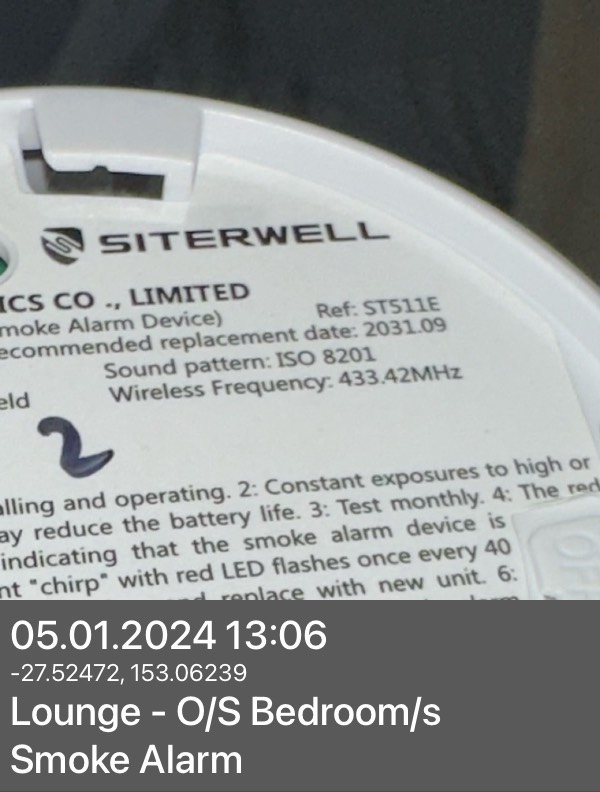 SITERWELL
ICS CO ., LIMITED
moke Alarm Device)
Ref: ST511E
ecommended replacement date: 2031.09
Sound pattern: ISO 8201
eld
Wireless Frequency: 433.42MHz
2
lling and operating. 2: Constant exposures to high or
ay reduce the battery life. 3: Test monthly. 4: The red
indicating that the smoke alarm device is
nt "chirp" with red LED flashes once every 40
replace with new unit. 6:
05.01.2024 13:06
-27.52472, 153.06239
Lounge - O/S Bedroom/s
Smoke Alarm